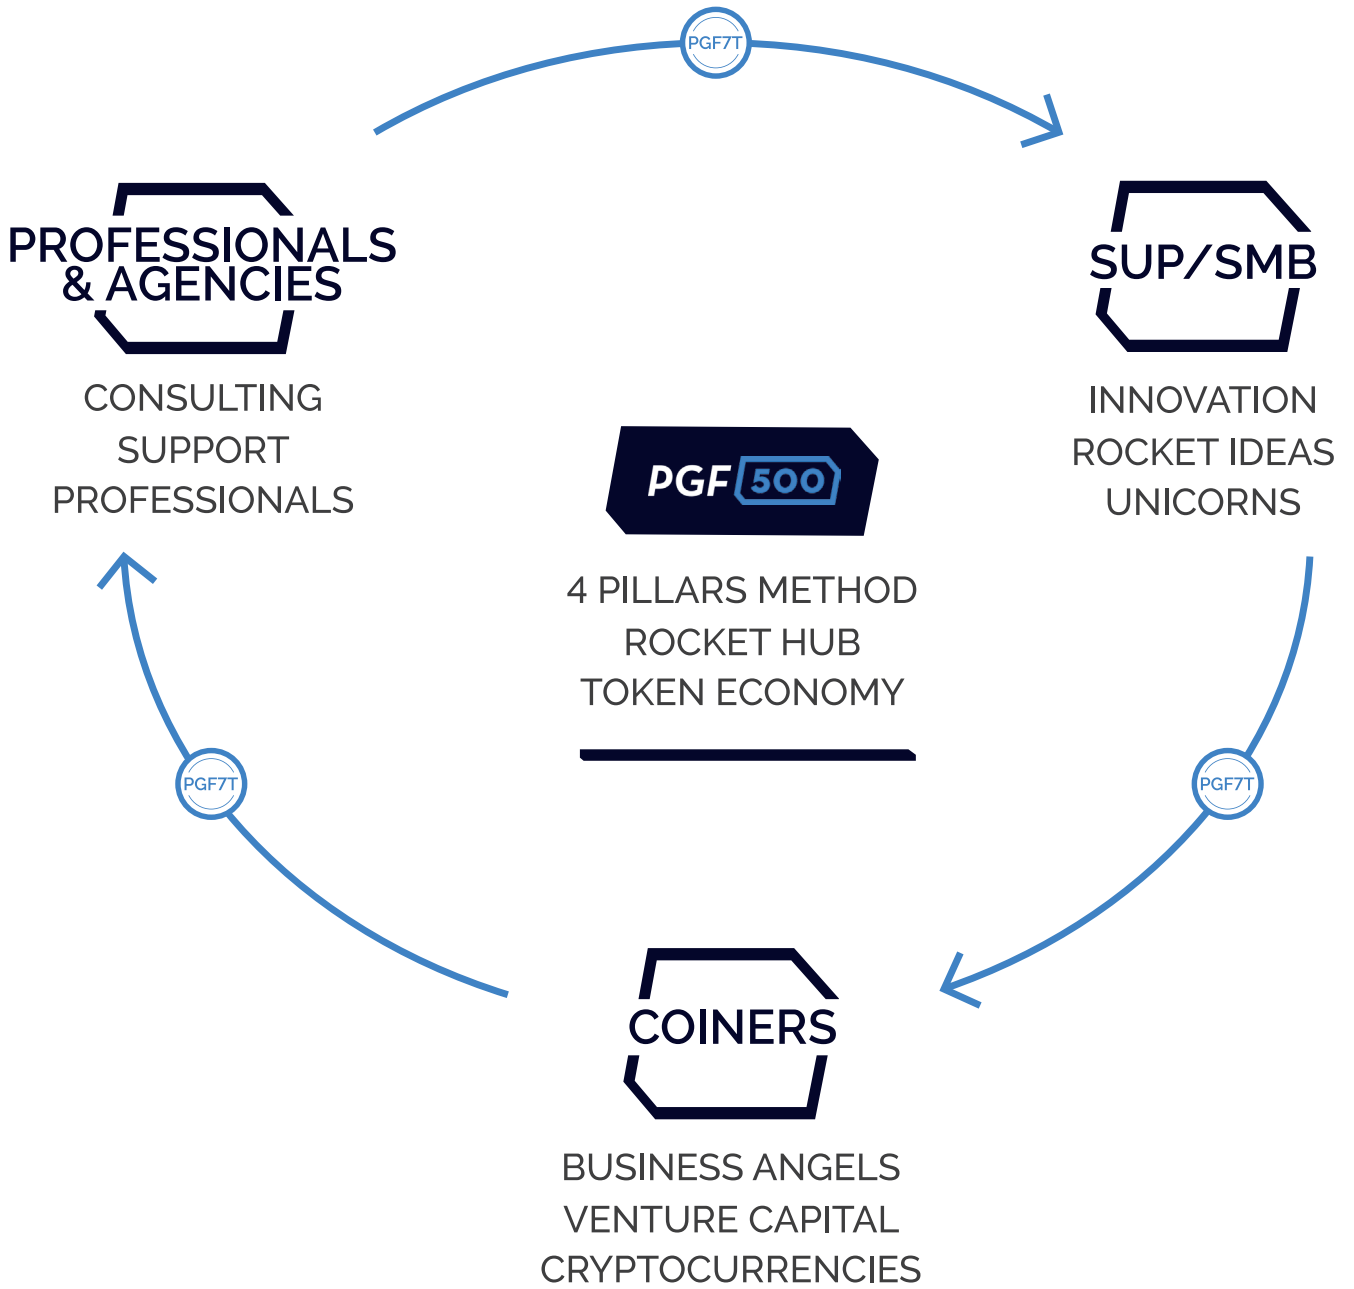 PGF7T
PROFESSIONALS
& AGENCIES
CONSULTING
SUPPORT
PROFESSIONALS
SUP/SMB
INNOVATION
ROCKET IDEAS
UNICORNS
PGF 500
4 PILLARS METHOD
ROCKET HUB
TOKEN ECONOMY
PGF7T
PGF7T
COINERS
BUSINESS ANGELS
VENTURE CAPITAL
CRYPTOCURRENCIES